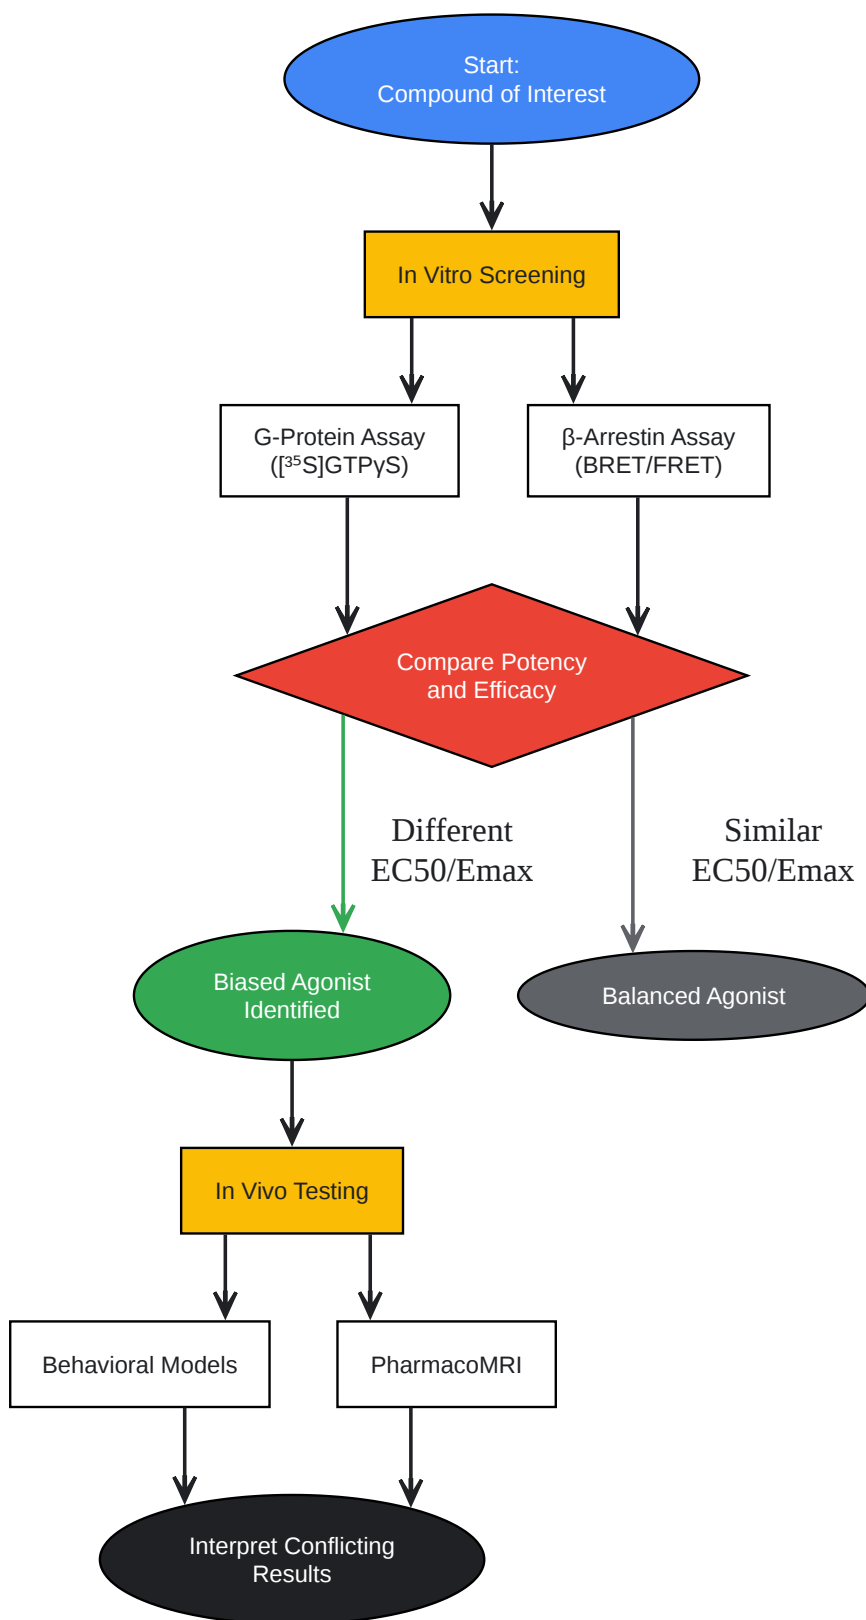 Start:
Compound of Interest
In Vitro Screening
G-Protein Assay
([³⁵S]GTPγS)
β-Arrestin Assay
(BRET/FRET)
Compare Potency
and Efficacy
Different
EC50/Emax
Similar
EC50/Emax
Biased Agonist
Identified
Balanced Agonist
In Vivo Testing
Behavioral Models
PharmacoMRI
Interpret Conflicting
Results